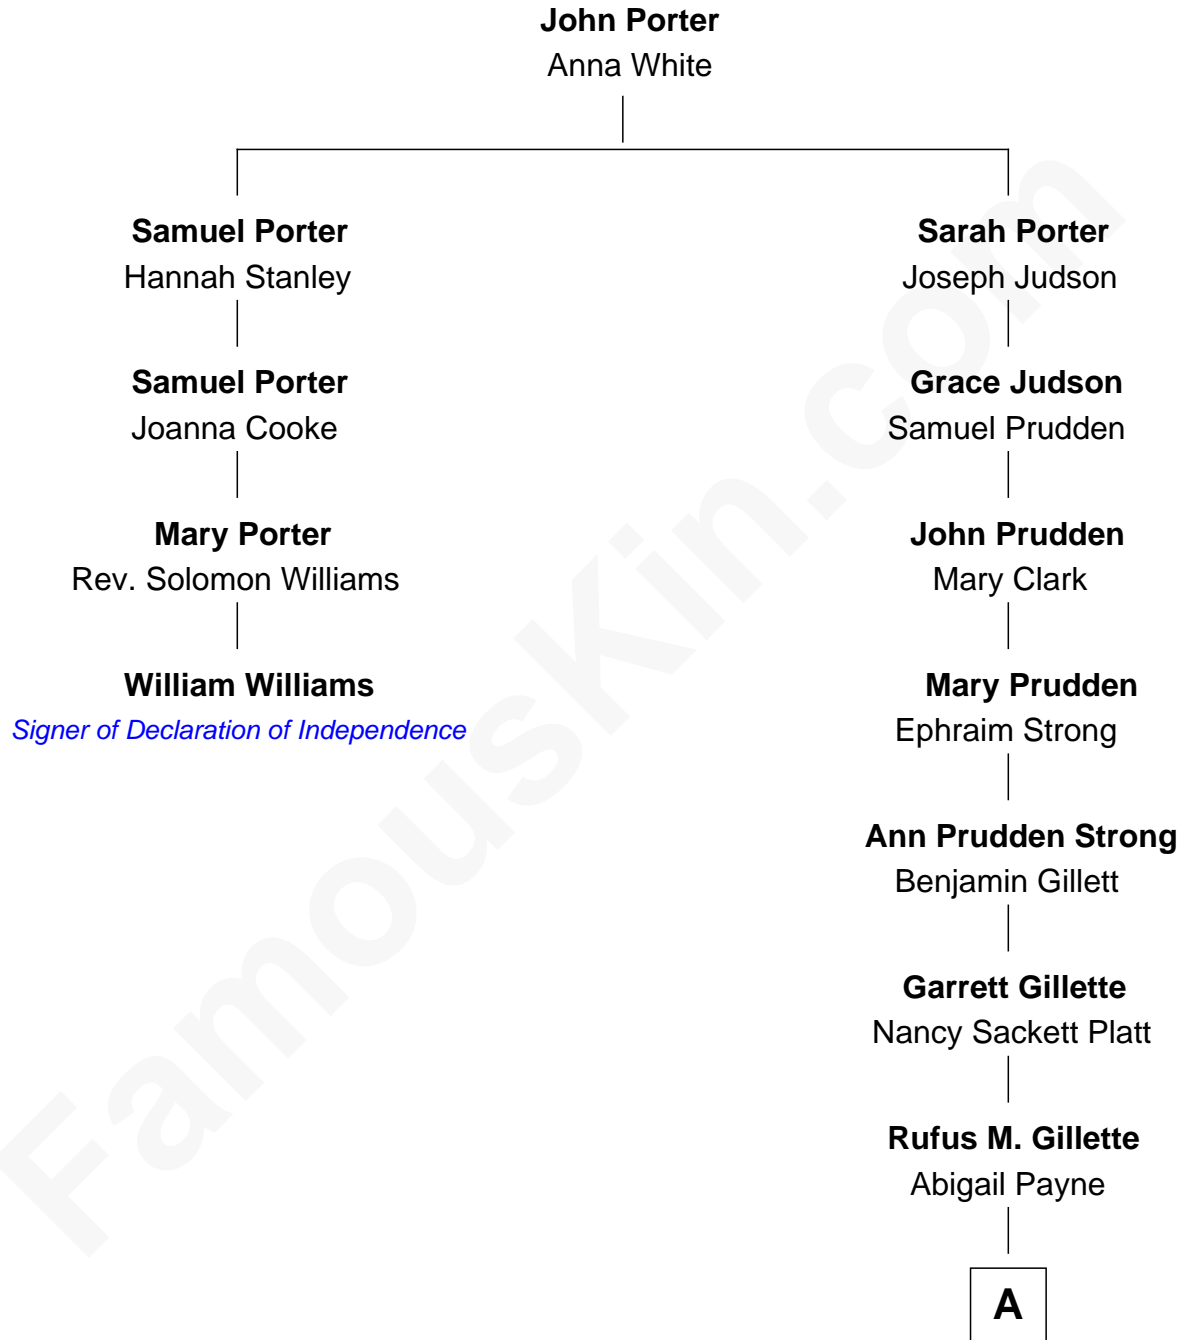 John Porter
Anna White
Samuel Porter
Hannah Stanley
Samuel Porter
Joanna Cooke
Mary Porter
Rev. Solomon Williams
William Williams
Signer of Declaration of Independence
Sarah Porter
Joseph Judson
Grace Judson
Samuel Prudden
John Prudden
Mary Clark
Mary Prudden
Ephraim Strong
Ann Prudden Strong
Benjamin Gillett
Garrett Gillette
Nancy Sackett Platt
Rufus M. Gillette
Abigail Payne
A
FamousKin.com